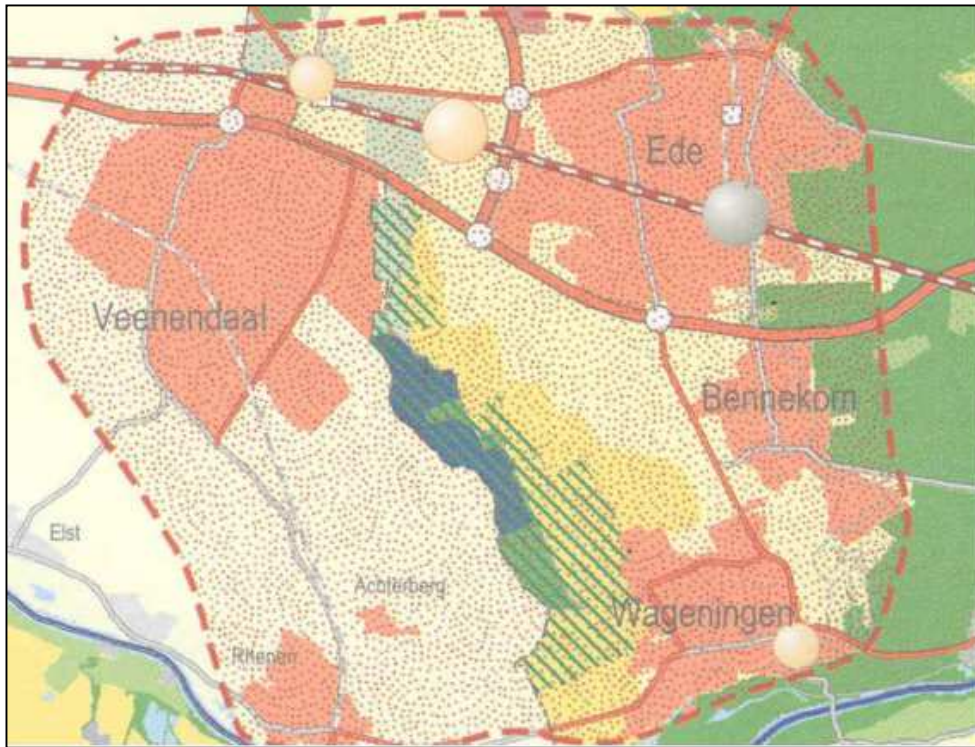 Ede
Veenendaal
Bennekom
Elst
Achterberg
Wageningen
Rhenen